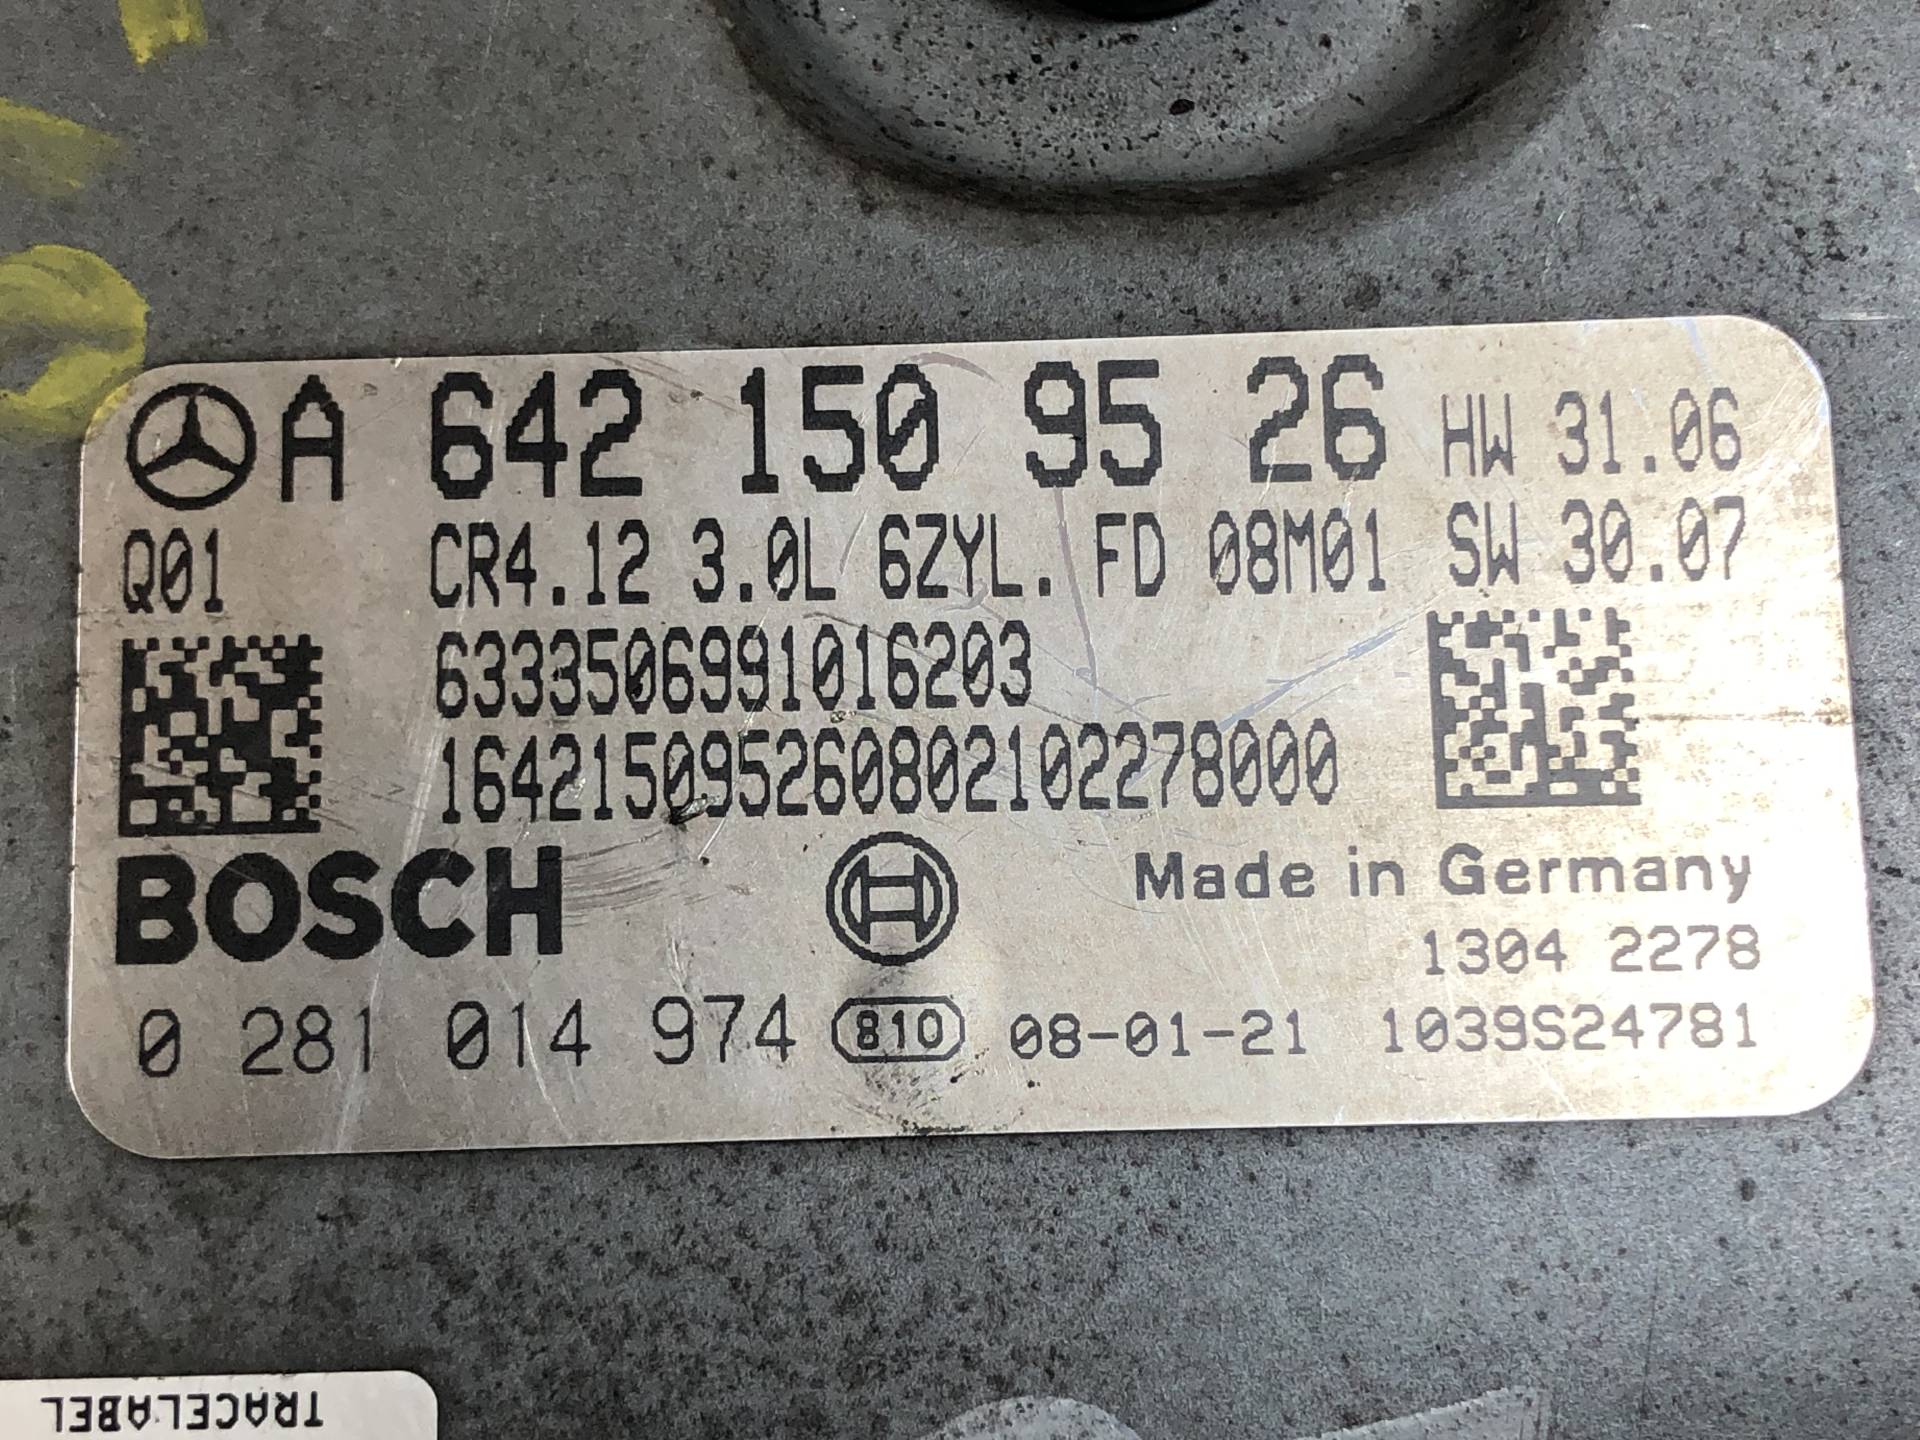 A 642 150 95 26 HW 31.06
Q01 CR4.12 3.0L 6ZYL. FD 08M01 SW 30.07
6333506991016203
164215095260802102278000
BOSCH Made in Germany
1304 2278
0 281 014 974 810 08-01-21 1039S24781
TRACELABEL